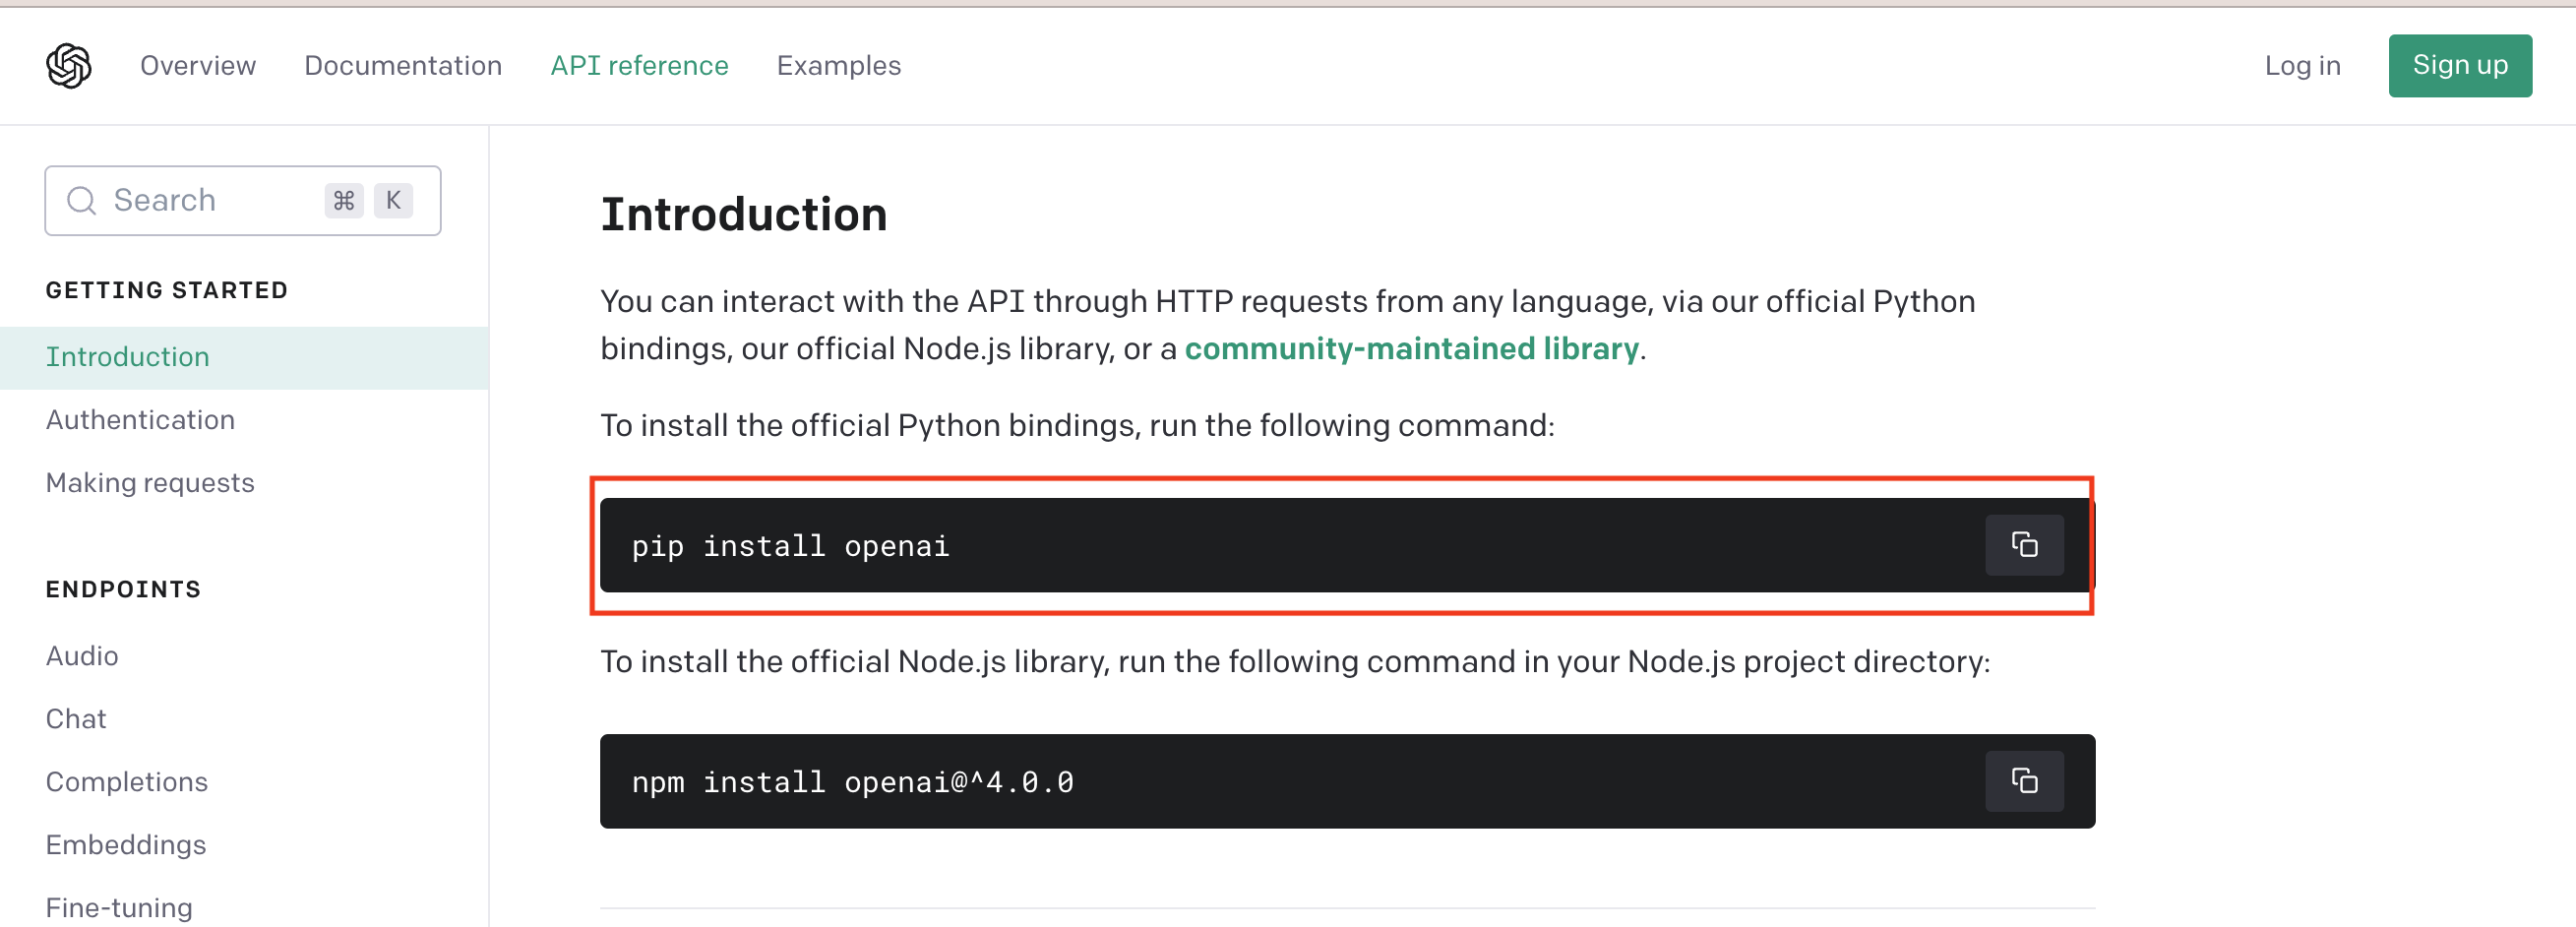 Overview Documentation API reference Examples Log in Sign up
Search ⌘ K
GETTING STARTED
Introduction
Authentication
Making requests
ENDPOINTS
Audio
Chat
Completions
Embeddings
Fine-tuning
Introduction
You can interact with the API through HTTP requests from any language, via our official Python
bindings, our official Node.js library, or a community-maintained library.
To install the official Python bindings, run the following command:
pip install openai
To install the official Node.js library, run the following command in your Node.js project directory:
npm install openai@^4.0.0